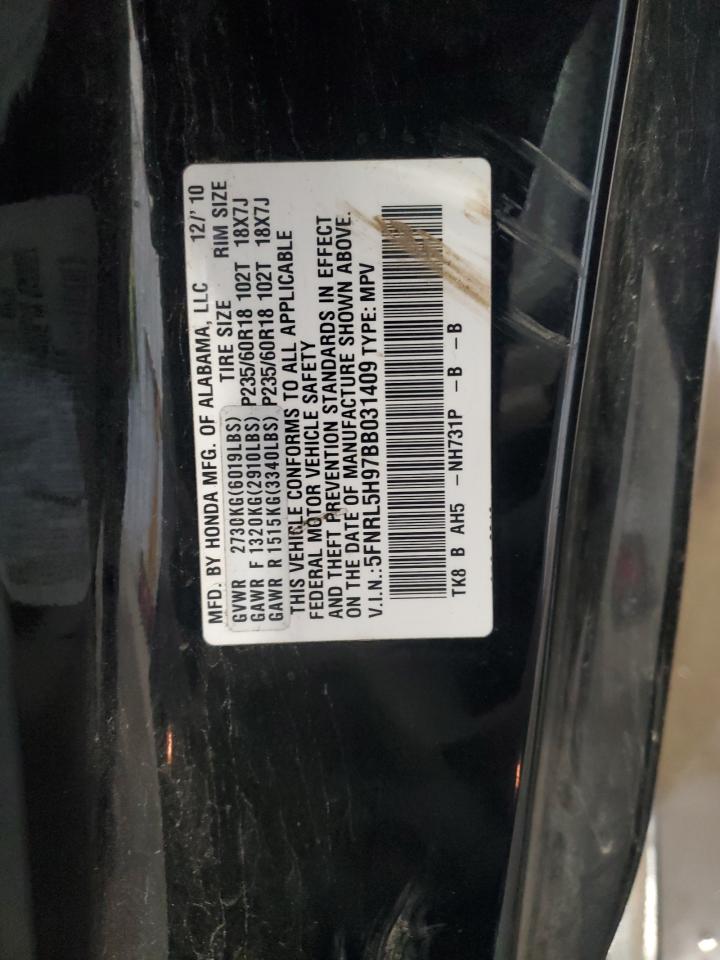 MFD. BY HONDA MFG. OF ALABAMA, LLC 12/' 10
TIRE SIZE RIM SIZE
GVWR 2730KG(6019LBS)
GAWR F 1320KG(2910LBS) P235/60R18 102T 18X7J
GAWR R 1515KG(3340LBS) P235/60R18 102T 18X7J
THIS VEHICLE CONFORMS TO ALL APPLICABLE
FEDERAL MOTOR VEHICLE SAFETY
AND THEFT PREVENTION STANDARDS IN EFFECT
ON THE DATE OF MANUFACTURE SHOWN ABOVE.
V.I.N.:5FNRL5H97BB031409 TYPE: MPV
TK8 B AH5 -NH731P -B -B